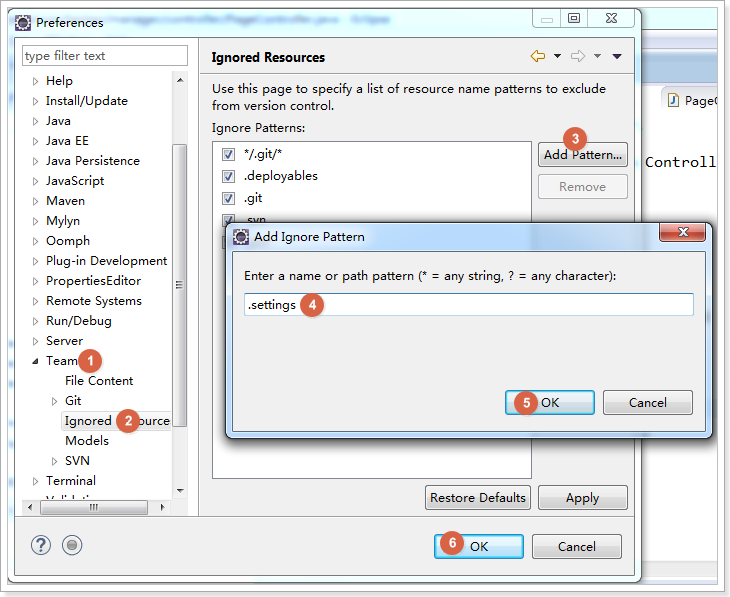 Preferences
type filter text
Help
Install/Update
Java
Java EE
Java Persistence
JavaScript
Maven
Mylyn
Oomph
Plug-in Development
PropertiesEditor
Remote Systems
Run/Debug
Server
Team 1
File Content
Git
Ignored 2 ource
Models
SVN
Terminal
Ignored Resources
Use this page to specify a list of resource name patterns to exclude
from version control.
Ignore Patterns:
*/.git/*
.deployables
.git
.svn
3
Add Pattern...
Remove
Add Ignore Pattern
Enter a name or path pattern (* = any string, ? = any character):
.settings 4
5 OK
Cancel
Restore Defaults
Apply
6 OK
Cancel
PageC
Controll